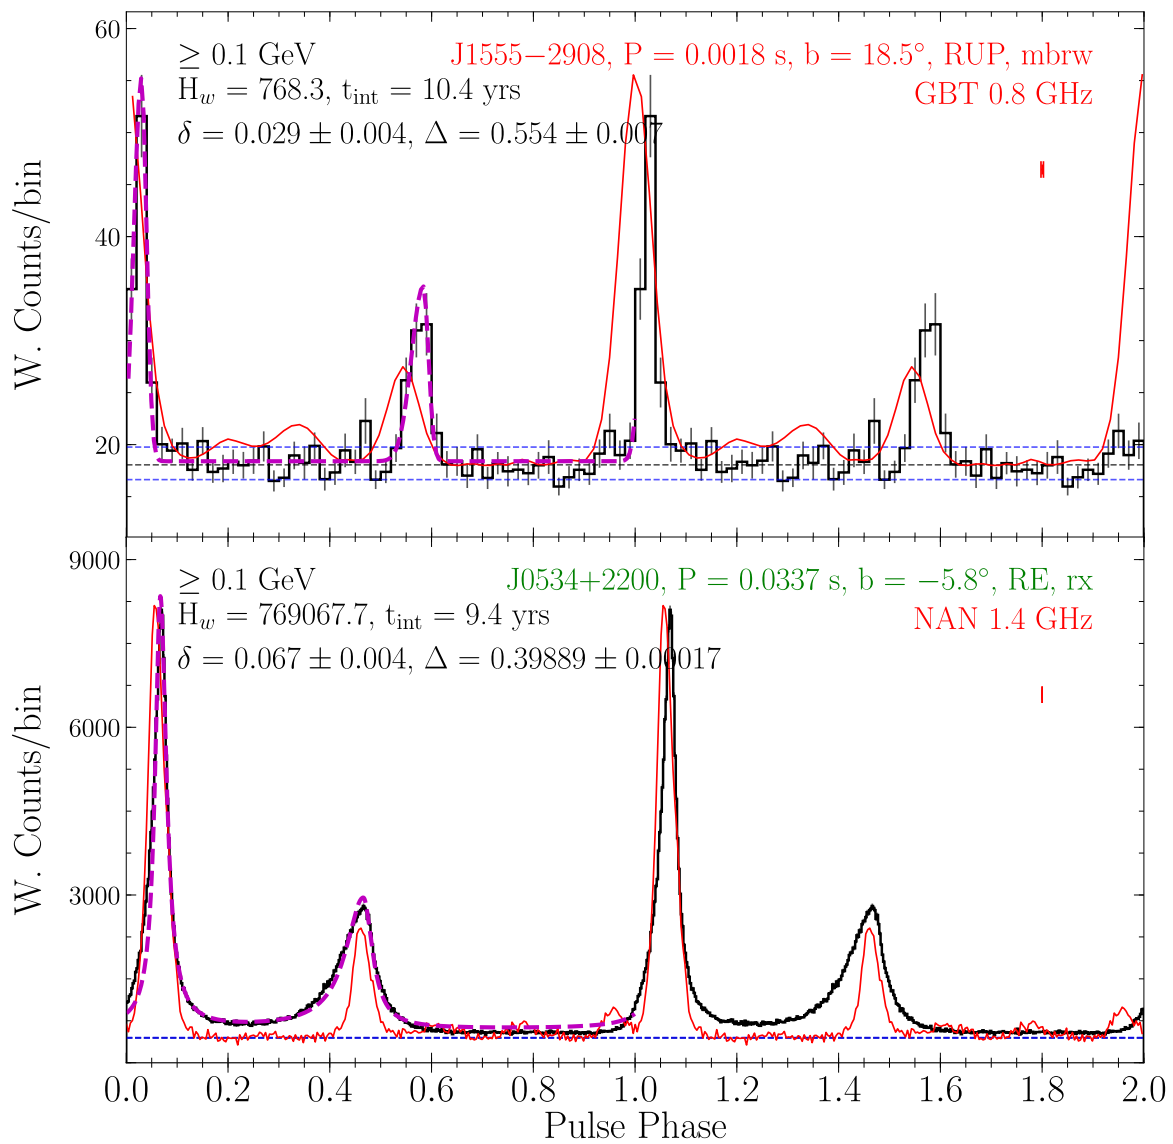 ≥ 0.1 GeV
J1555−2908, P = 0.0018 s, b = 18.5°, RUP, mbrw
H_w = 768.3, t_int = 10.4 yrs
GBT 0.8 GHz
δ = 0.029 ± 0.004, Δ = 0.554 ± 0.007
60
40
20
W. Counts/bin
≥ 0.1 GeV
J0534+2200, P = 0.0337 s, b = −5.8°, RE, rx
H_w = 769067.7, t_int = 9.4 yrs
NAN 1.4 GHz
δ = 0.067 ± 0.004, Δ = 0.39889 ± 0.00017
9000
6000
3000
W. Counts/bin
0.0 0.2 0.4 0.6 0.8 1.0 1.2 1.4 1.6 1.8 2.0
Pulse Phase